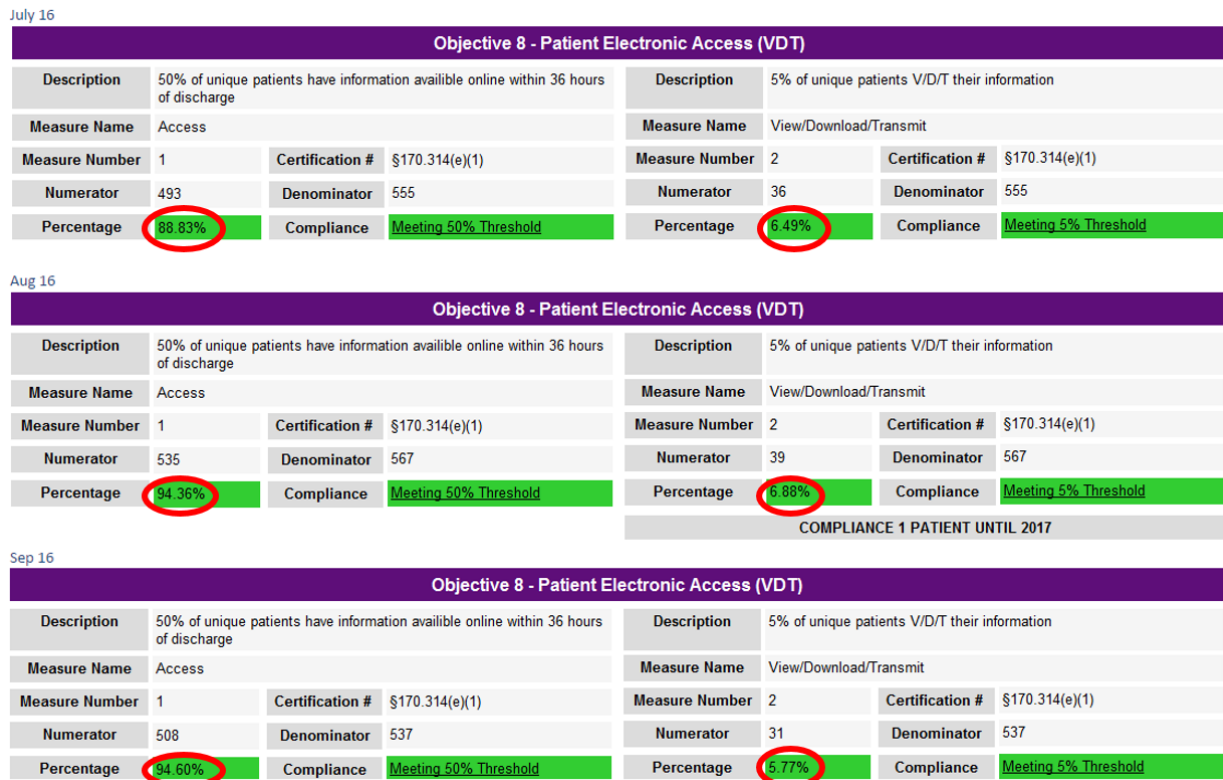 July 16
Objective 8 - Patient Electronic Access (VDT)
Description 50% of unique patients have information availible online within 36 hours
of discharge
Description 5% of unique patients V/D/T their information
Measure Name Access
Measure Name View/Download/Transmit
Measure Number 1 Certification # §170.314(e)(1)
Measure Number 2 Certification # §170.314(e)(1)
Numerator 493 Denominator 555
Numerator 36 Denominator 555
Percentage 88.83% Compliance Meeting 50% Threshold
Percentage 6.49% Compliance Meeting 5% Threshold
Aug 16
Objective 8 - Patient Electronic Access (VDT)
Description 50% of unique patients have information availible online within 36 hours
of discharge
Description 5% of unique patients V/D/T their information
Measure Name Access
Measure Name View/Download/Transmit
Measure Number 1 Certification # §170.314(e)(1)
Measure Number 2 Certification # §170.314(e)(1)
Numerator 535 Denominator 567
Numerator 39 Denominator 567
Percentage 94.36% Compliance Meeting 50% Threshold
Percentage 6.88% Compliance Meeting 5% Threshold
COMPLIANCE 1 PATIENT UNTIL 2017
Sep 16
Objective 8 - Patient Electronic Access (VDT)
Description 50% of unique patients have information availible online within 36 hours
of discharge
Description 5% of unique patients V/D/T their information
Measure Name Access
Measure Name View/Download/Transmit
Measure Number 1 Certification # §170.314(e)(1)
Measure Number 2 Certification # §170.314(e)(1)
Numerator 508 Denominator 537
Numerator 31 Denominator 537
Percentage 94.60% Compliance Meeting 50% Threshold
Percentage 5.77% Compliance Meeting 5% Threshold